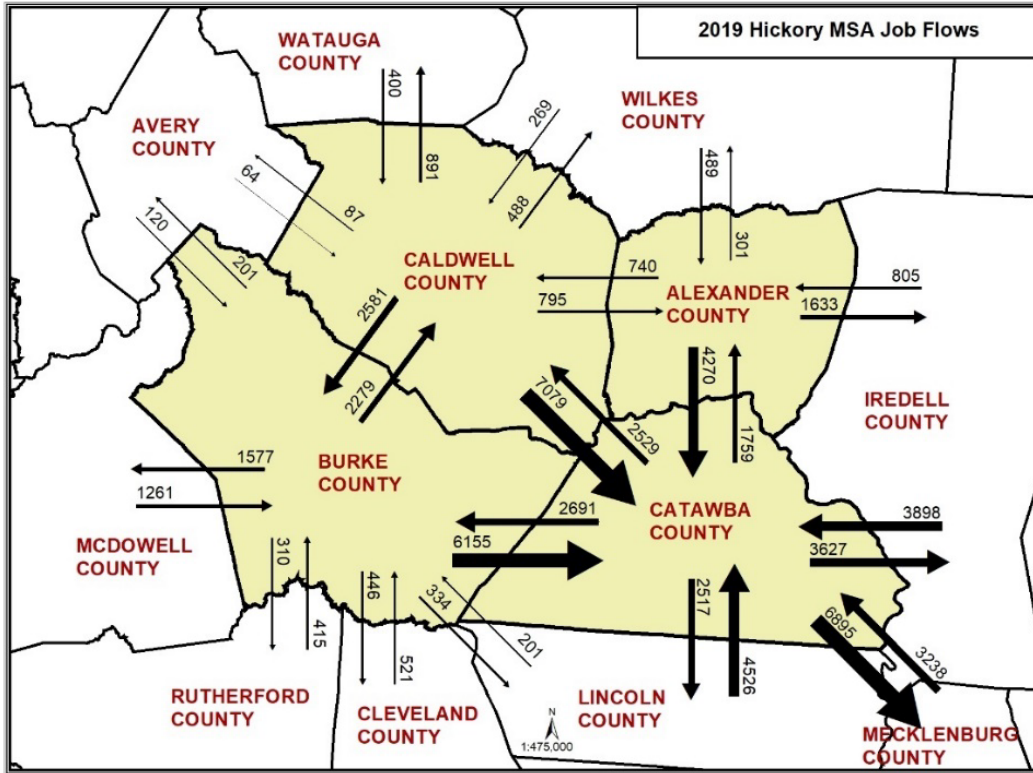 2019 Hickory MSA Job Flows
WATAUGA
COUNTY
400
891
WILKES
COUNTY
269
488
489
301
AVERY
COUNTY
64
87
120
201
CALDWELL
COUNTY
740
795
ALEXANDER
COUNTY
805
1633
2581
2279
7079
2529
4270
1759
IREDELL
COUNTY
BURKE
COUNTY
1577
1261
2691
6155
CATAWBA
COUNTY
3898
3627
MCDOWELL
COUNTY
310
415
446
521
334
201
2517
4526
6895
3238
RUTHERFORD
COUNTY
CLEVELAND
COUNTY
LINCOLN
COUNTY
MECKLENBURG
COUNTY
N
1:475,000